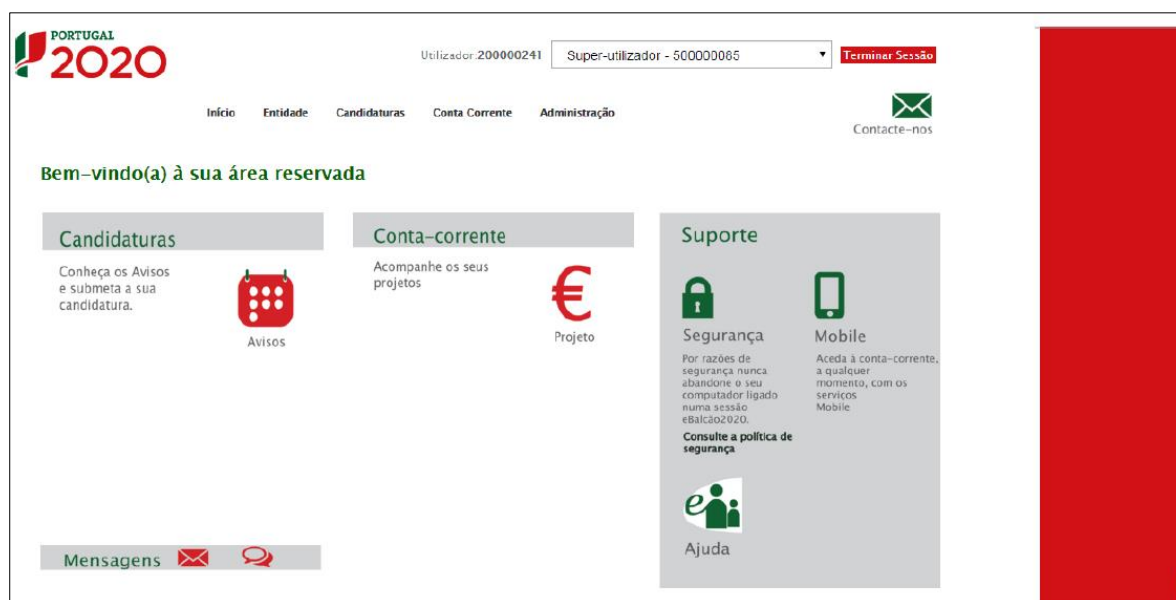 PORTUGAL
2020
Utilizador:200000241 Super-utilizador - 500000085 Terminar Sessão
Início Entidade Candidaturas Conta Corrente Administração
Contacte-nos
Bem-vindo(a) à sua área reservada
Candidaturas
Conheça os Avisos
e submeta a sua
candidatura.
Avisos
Conta-corrente
Acompanhe os seus
projetos
€
Projeto
Suporte
Segurança
Por razões de
segurança nunca
abandone o seu
computador ligado
numa sessão
eBalcão2020.
Consulte a política de
segurança
Mobile
Aceda à conta-corrente,
a qualquer
momento, com os
serviços
Mobile
e
Ajuda
Mensagens